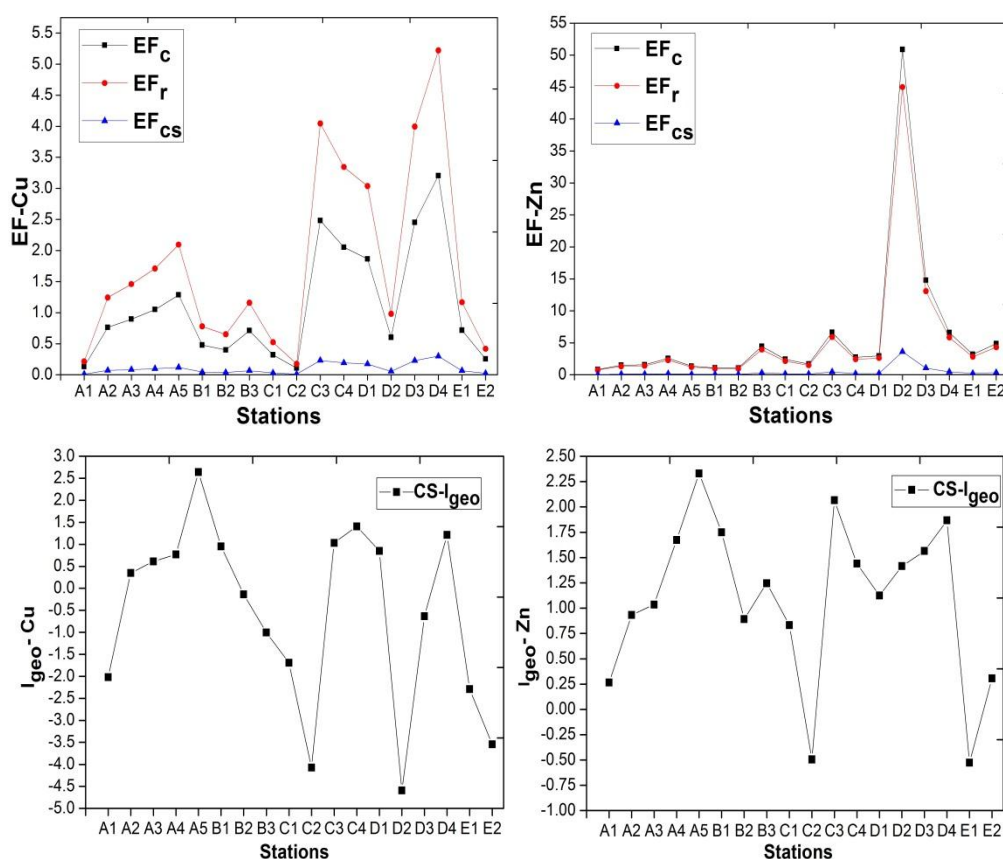 EF-Cu
5.5
5.0
4.5
4.0
3.5
3.0
2.5
2.0
1.5
1.0
0.5
0.0
EFc
EFr
EFcs
A1 A2 A3 A4 A5 B1 B2 B3 C1 C2 C3 C4 D1 D2 D3 D4 E1 E2
Stations
EF-Zn
55
50
45
40
35
30
25
20
15
10
5
0
EFc
EFr
EFcs
A1 A2 A3 A4 A5 B1 B2 B3 C1 C2 C3 C4 D1 D2 D3 D4 E1 E2
Stations
Igeo- Cu
3.0
2.5
2.0
1.5
1.0
0.5
0.0
-0.5
-1.0
-1.5
-2.0
-2.5
-3.0
-3.5
-4.0
-4.5
-5.0
CS-Igeo
A1 A2 A3 A4 A5 B1 B2 B3 C1 C2 C3 C4 D1 D2 D3 D4 E1 E2
Stations
Igeo- Zn
2.50
2.25
2.00
1.75
1.50
1.25
1.00
0.75
0.50
0.25
0.00
-0.25
-0.50
-0.75
-1.00
CS-Igeo
A1 A2 A3 A4 A5 B1 B2 B3 C1 C2 C3 C4 D1 D2 D3 D4 E1 E2
Stations